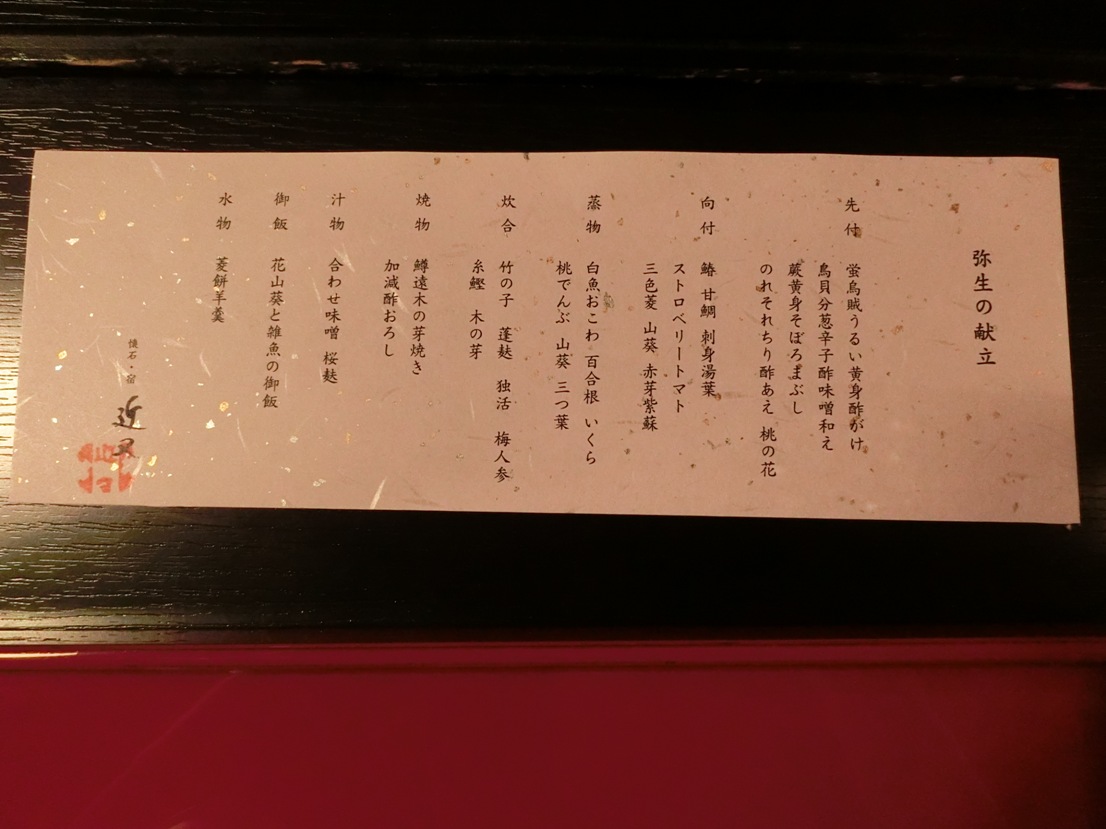 弥生の献立
先付
蛍烏賊うるい黄身酢がけ
鳥貝分葱辛子酢味噌和え
蕨黄身そぼろまぶし
のれそれちり酢あえ 桃の花
向付
鰆 甘鯛 刺身湯葉
ストロベリートマト
三色菱 山葵 赤芽紫蘇
蒸物
白魚おこわ 百合根 いくら
桃でんぶ 山葵 三つ葉
炊合
竹の子 蓬麩 独活 梅人参
糸鰹 木の芽
焼物
鱒遠木の芽焼き
加減酢おろし
汁物
合わせ味噌 桜麩
御飯
花山葵と雑魚の御飯
水物
菱餅羊羹
懐石・宿
近